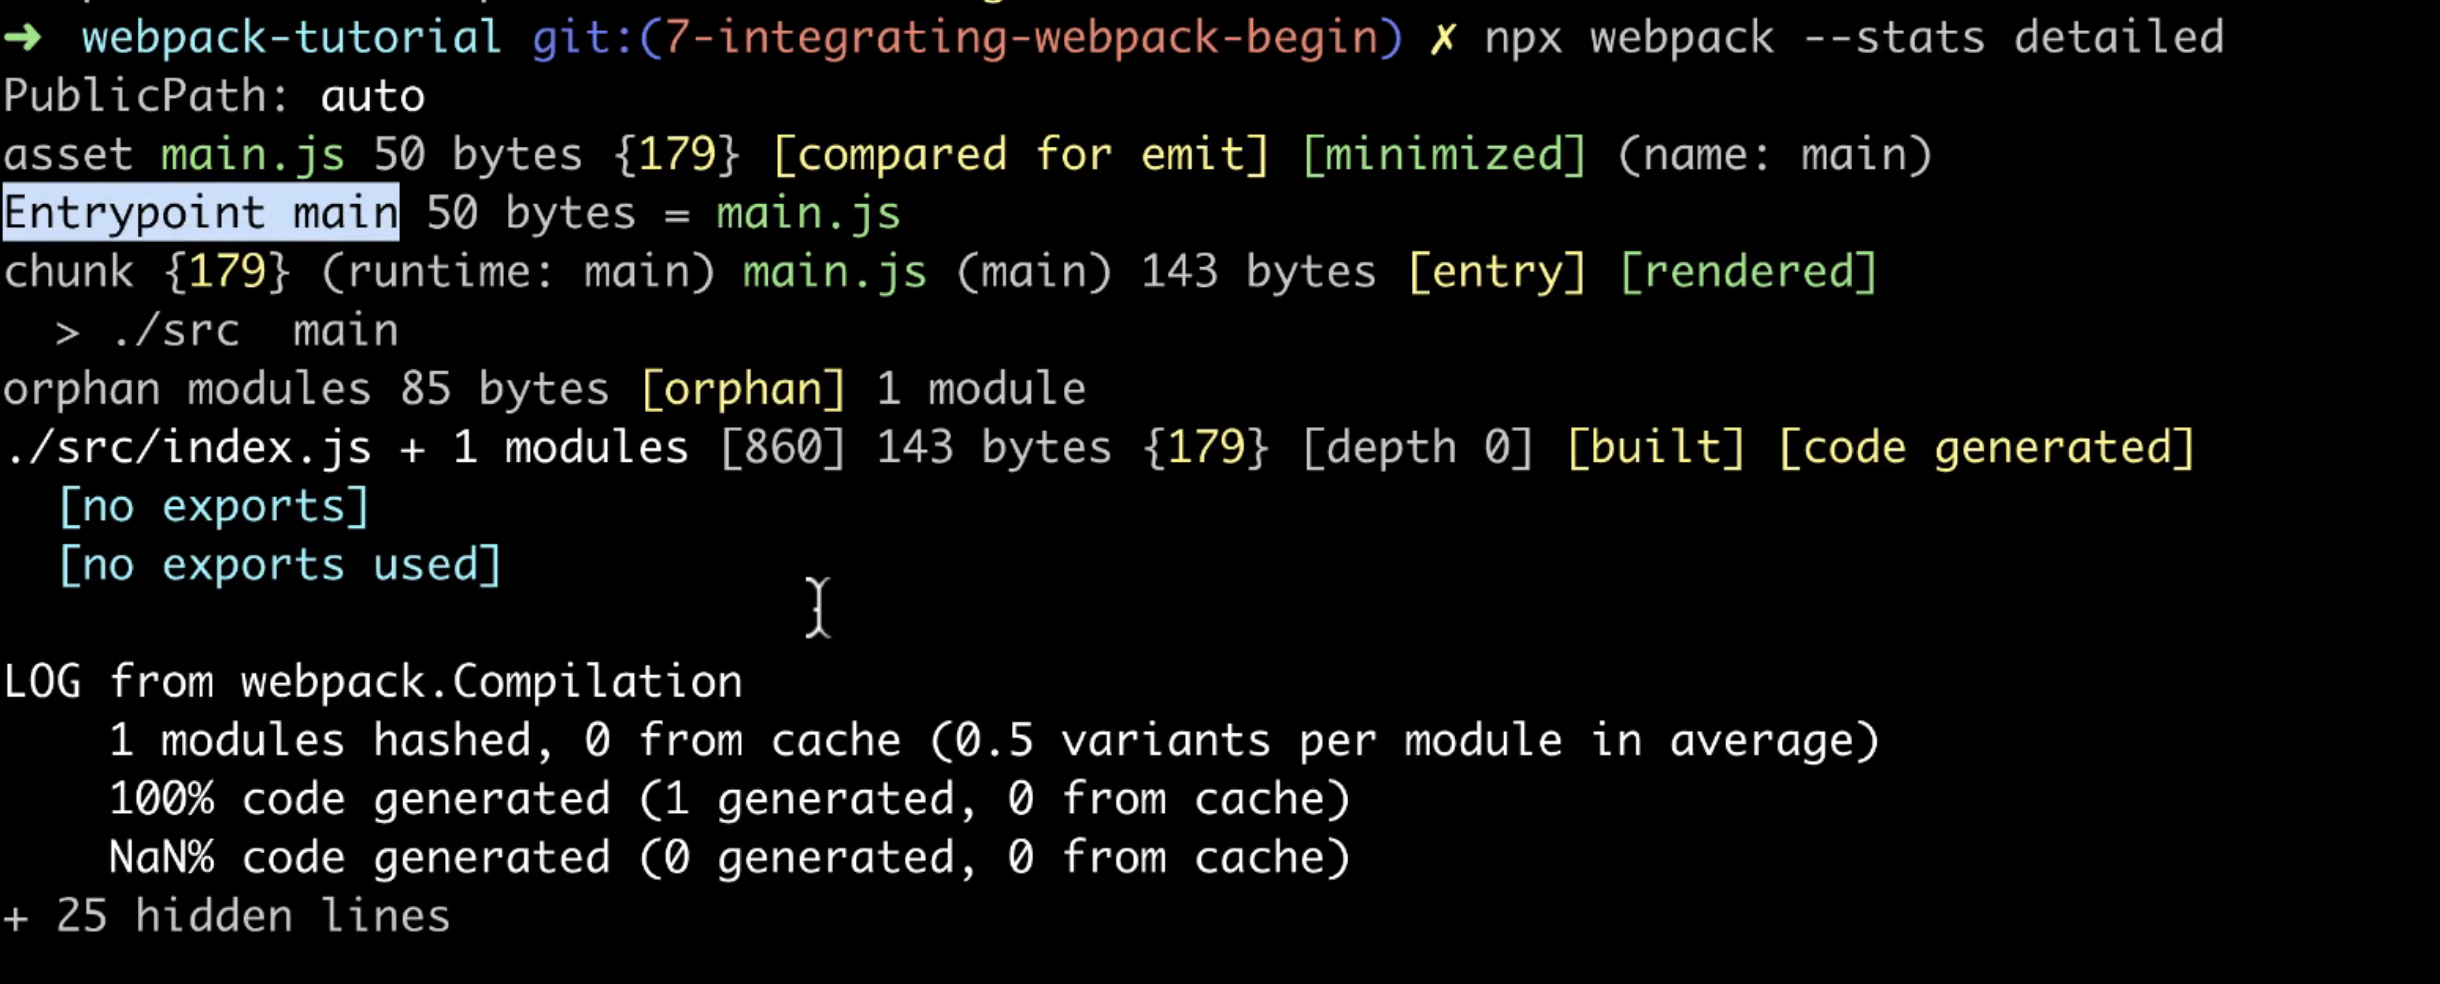 ➜ webpack-tutorial git:(7-integrating-webpack-begin) ✗ npx webpack --stats detailed
PublicPath: auto
asset main.js 50 bytes {179} [compared for emit] [minimized] (name: main)
Entrypoint main 50 bytes = main.js
chunk {179} (runtime: main) main.js (main) 143 bytes [entry] [rendered]
  > ./src  main
orphan modules 85 bytes [orphan] 1 module
./src/index.js + 1 modules [860] 143 bytes {179} [depth 0] [built] [code generated]
  [no exports]
  [no exports used]

LOG from webpack.Compilation
    1 modules hashed, 0 from cache (0.5 variants per module in average)
    100% code generated (1 generated, 0 from cache)
    NaN% code generated (0 generated, 0 from cache)
+ 25 hidden lines